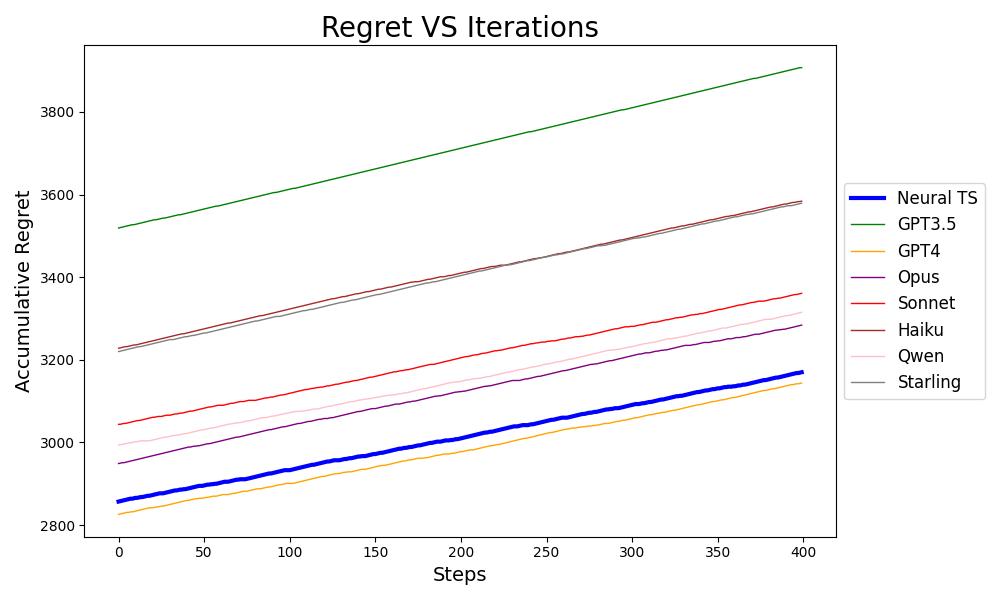 Regret VS Iterations
Accumulative Regret
3800
3600
3400
3200
3000
2800
0 50 100 150 200 250 300 350 400
Steps
Neural TS
GPT3.5
GPT4
Opus
Sonnet
Haiku
Qwen
Starling